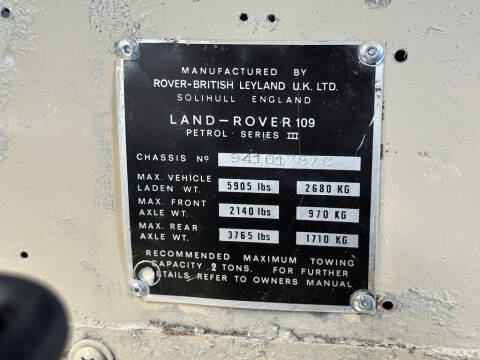 MANUFACTURED BY
ROVER-BRITISH LEYLAND U.K. LTD.
SOLIHULL · ENGLAND
LAND-ROVER 109
PETROL · SERIES III
CHASSIS Nº
MAX. VEHICLE LADEN WT. 5905 lbs 2680 KG
MAX. FRONT AXLE WT. 2140 lbs 970 KG
MAX. REAR AXLE WT. 3765 lbs 1710 KG
RECOMMENDED MAXIMUM TOWING
CAPACITY 2 TONS. FOR FURTHER
DETAILS REFER TO OWNERS MANUAL